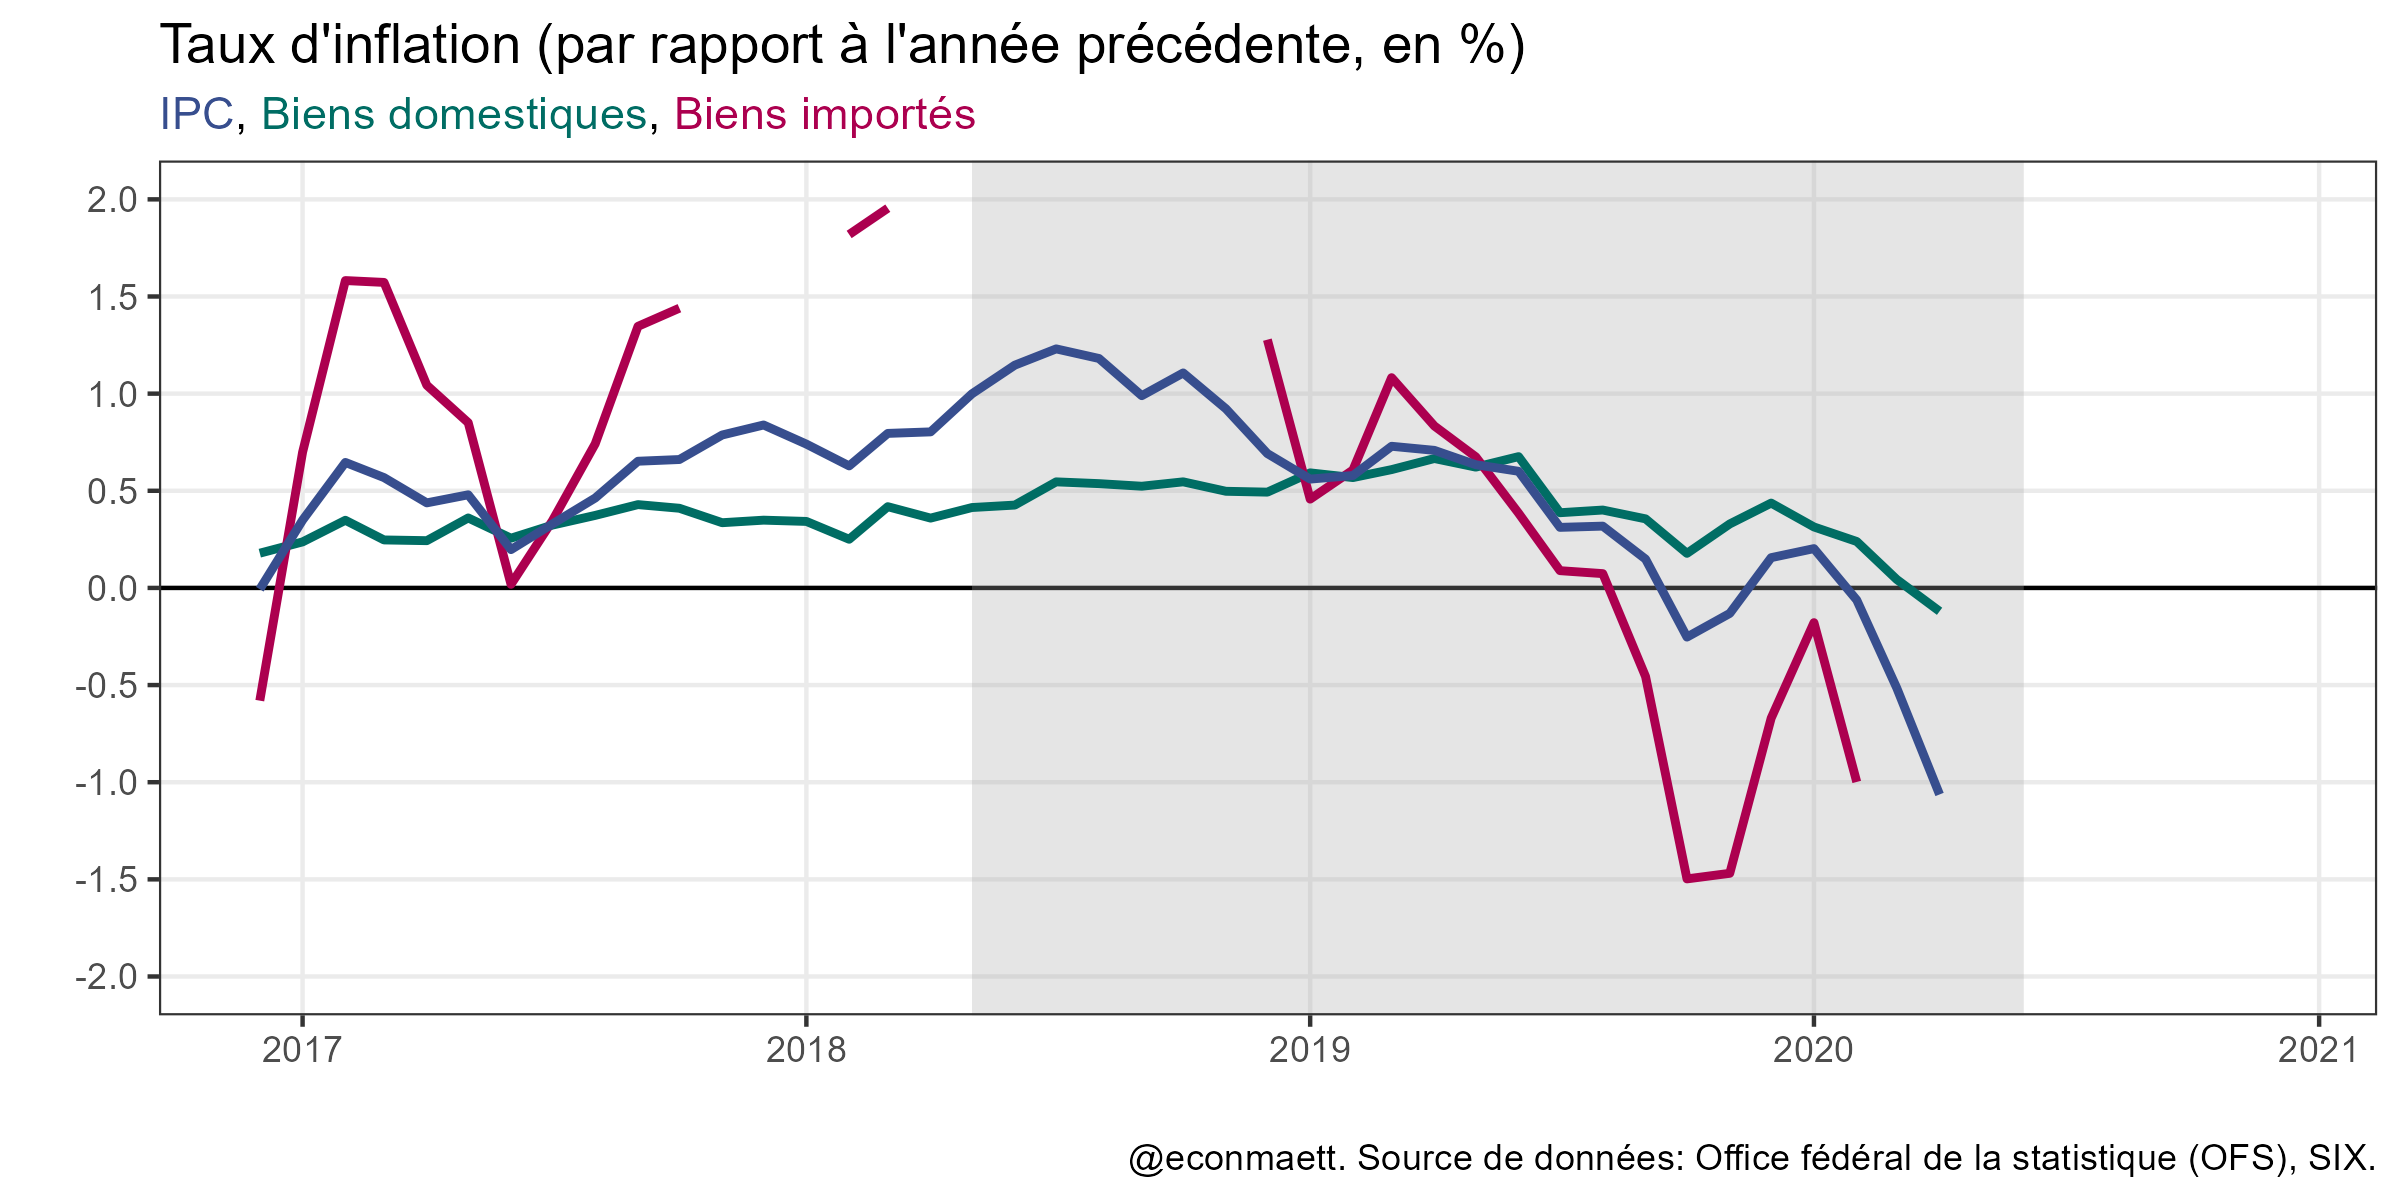 Taux d'inflation (par rapport à l'année précédente, en %)
IPC, Biens domestiques, Biens importés
2.0
1.5
1.0
0.5
0.0
-0.5
-1.0
-1.5
-2.0
2017 2018 2019 2020 2021
@econmaett. Source de données: Office fédéral de la statistique (OFS), SIX.